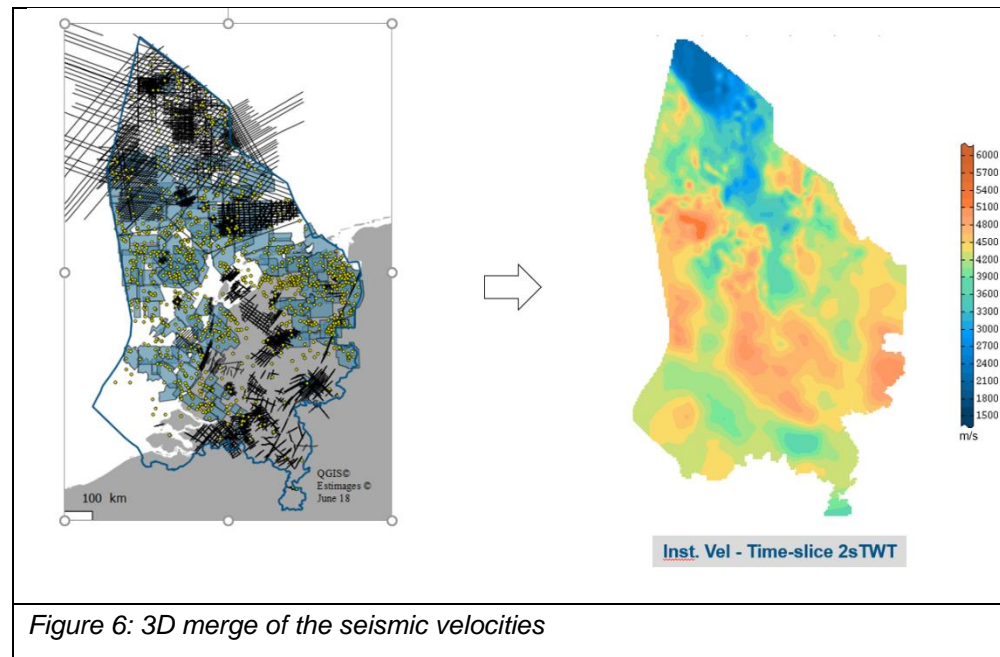 QGIS©
Estimages ©
June 18
100 km
6000
5700
5400
5100
4800
4500
4200
3900
3600
3300
3000
2700
2400
2100
1800
1500
m/s
Inst. Vel - Time-slice 2sTWT
Figure 6: 3D merge of the seismic velocities